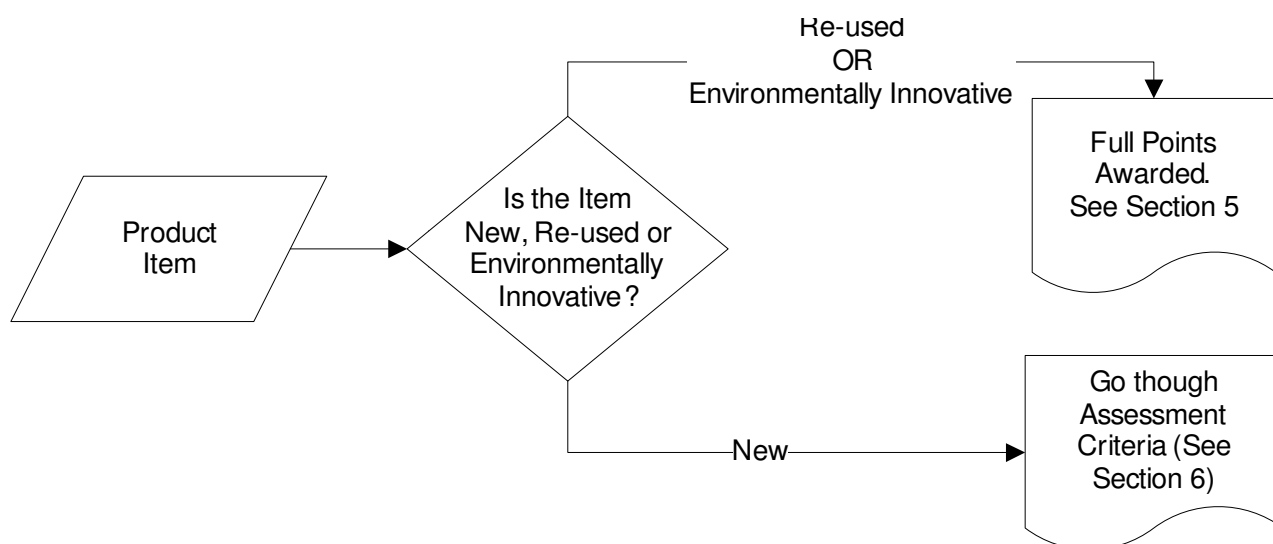 Re-used
OR
Environmentally Innovative
Full Points
Awarded.
See Section 5
Is the Item
New, Re-used or
Environmentally
Innovative?
Product
Item
Go though
Assessment
Criteria (See
Section 6)
New